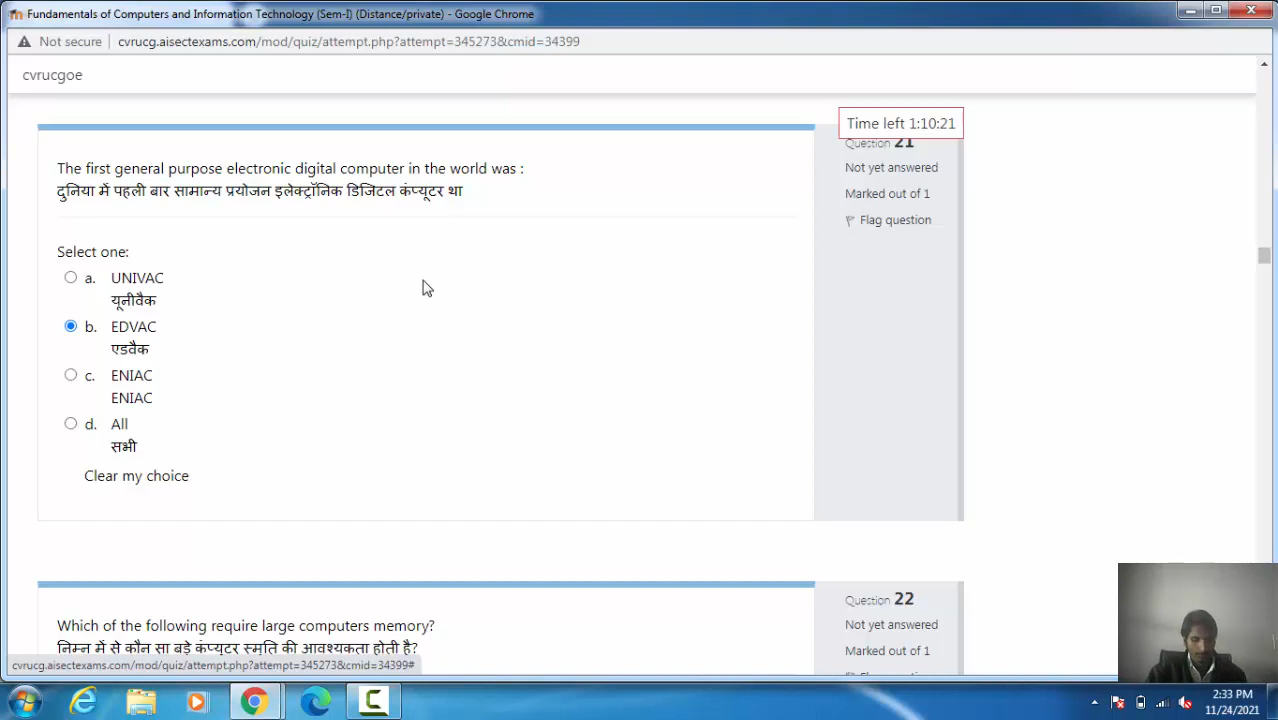 Fundamentals of Computers and Information Technology (Sem-I) (Distance/private) - Google Chrome
Not secure | cvrucg.aisectexams.com/mod/quiz/attempt.php?attempt=345273&cmid=34399
cvrucgoe
Time left 1:10:21
The first general purpose electronic digital computer in the world was :
दुनिया में पहली बार सामान्य प्रयोजन इलेक्ट्रॉनिक डिजिटल कंप्यूटर था
Select one:
a. UNIVAC
यूनीवैक
b. EDVAC
एडवैक
c. ENIAC
ENIAC
d. All
सभी
Clear my choice
Question 21
Not yet answered
Marked out of 1
Flag question
Which of the following require large computers memory?
निम्न में से कौन सा बड़े कंप्यूटर स्मृति की आवश्यकता होती है?
Question 22
Not yet answered
Marked out of 1
cvrucg.aisectexams.com/mod/quiz/attempt.php?attempt=345273&cmid=34399#
2:33 PM
11/24/2021